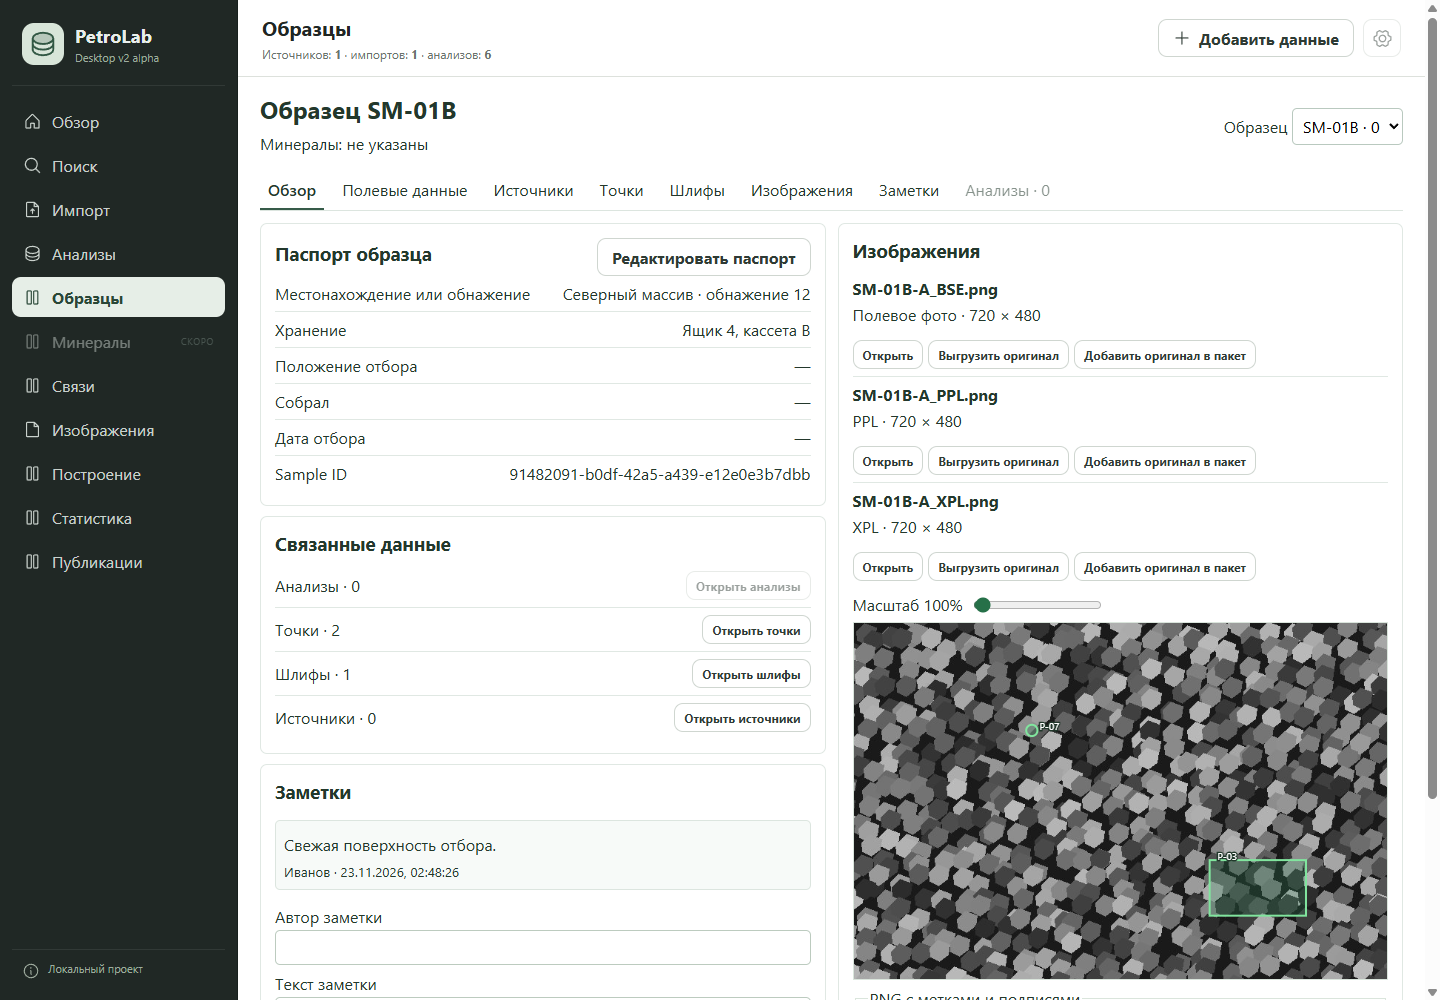 PetroLab
Desktop v2 alpha
Обзор
Поиск
Импорт
Анализы
Образцы
Минералы
СКОРО
Связи
Изображения
Построение
Статистика
Публикации
Локальный проект
Образцы
Источников: 1 · импортов: 1 · анализов: 6
Добавить данные
Образец SM-01B
Минералы: не указаны
Образец
SM-01B · 0
Обзор
Полевые данные
Источники
Точки
Шлифы
Изображения
Заметки
Анализы · 0
Паспорт образца
Редактировать паспорт
Местонахождение или обнажение
Северный массив · обнажение 12
Хранение
Ящик 4, кассета B
Положение отбора
—
Собрал
—
Дата отбора
—
Sample ID
91482091-b0df-42a5-a439-e12e0e3b7dbb
Связанные данные
Анализы · 0
Открыть анализы
Точки · 2
Открыть точки
Шлифы · 1
Открыть шлифы
Источники · 0
Открыть источники
Заметки
Свежая поверхность отбора.
Иванов · 23.11.2026, 02:48:26
Автор заметки
Текст заметки
Изображения
SM-01B-A_BSE.png
Полевое фото · 720 × 480
Открыть
Выгрузить оригинал
Добавить оригинал в пакет
SM-01B-A_PPL.png
PPL · 720 × 480
Открыть
Выгрузить оригинал
Добавить оригинал в пакет
SM-01B-A_XPL.png
XPL · 720 × 480
Открыть
Выгрузить оригинал
Добавить оригинал в пакет
Масштаб 100%
P-07
P-03
PNG с метками и подписями